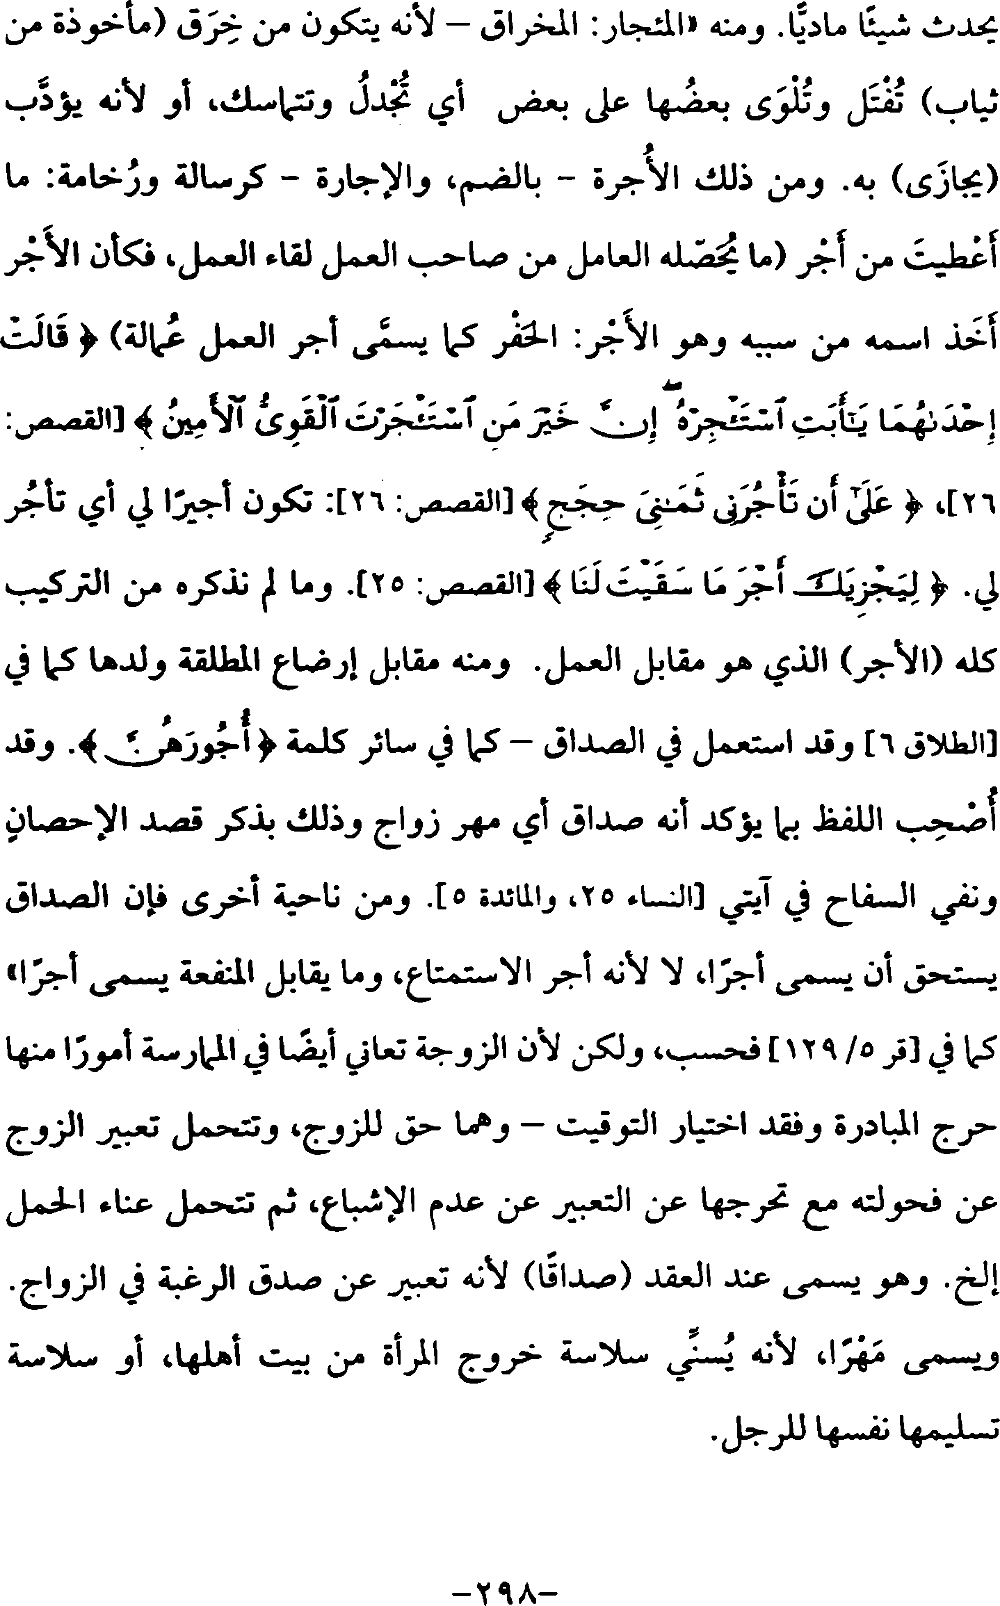 يحدث شيئًا ماديًّا. ومنه «المئجار: المخراق – لأنه يتكون من خِرَق (مأخوذة من
ثياب) تُفْتَل وتُلْوَى بعضُها على بعض أي تُجْدلُ وتتماسك، أو لأنه يؤدَّب
(يجازَى) به. ومن ذلك الأُجرة - بالضم، والإجارة - كرسالة ورُخامة: ما
أَعْطيتَ من أَجْر (ما يُحَصّله العامل من صاحب العمل لقاء العمل، فكأن الأَجْر
أَخَذ اسمه من سببه وهو الأَجْر: الحَفْر كما يسمَّى أجر العمل عُمالة) ﴿ قَالَتْ
إِحْدَىٰهُمَا يَـٰٓأَبَتِ ٱسْتَـْٔجِرْهُ ۖ إِنَّ خَيْرَ مَنِ ٱسْتَـْٔجَرْتَ ٱلْقَوِىُّ ٱلْأَمِينُ ﴾ [القصص:
٢٦]، ﴿ عَلَىٰٓ أَن تَأْجُرَنِى ثَمَـٰنِىَ حِجَجٍ ﴾ [القصص: ٢٦]: تكون أجيرًا لي أي تأجُر
لي. ﴿ لِيَجْزِيَكَ أَجْرَ مَا سَقَيْتَ لَنَا ﴾ [القصص: ٢٥]. وما لم نذكره من التركيب
كله (الأجر) الذي هو مقابل العمل. ومنه مقابل إرضاع المطلقة ولدها كما في
[الطلاق ٦] وقد استعمل في الصداق – كما في سائر كلمة ﴿ أُجُورَهُنَّ ﴾. وقد
أُصْحِب اللفظ بما يؤكد أنه صداق أي مهر زواج وذلك بذكر قصد الإحصانِ
ونفي السفاح في آيتي [النساء ٢٥، والمائدة ٥]. ومن ناحية أخرى فإن الصداق
يستحق أن يسمى أجرًا، لا لأنه أجر الاستمتاع، وما يقابل المنفعة يسمى أجرًا»
كما في [قر ٥/ ١٢٩] فحسب، ولكن لأن الزوجة تعاني أيضًا في الممارسة أمورًا منها
حرج المبادرة وفقد اختيار التوقيت – وهما حق للزوج، وتتحمل تعبير الزوج
عن فحولته مع تحرجها عن التعبير عن عدم الإشباع، ثم تتحمل عناء الحمل
إلخ. وهو يسمى عند العقد (صداقًا) لأنه تعبير عن صدق الرغبة في الزواج.
ويسمى مَهْرًا، لأنه يُسنِّي سلاسة خروج المرأة من بيت أهلها، أو سلاسة
تسليمها نفسها للرجل.
-٢٩٨-